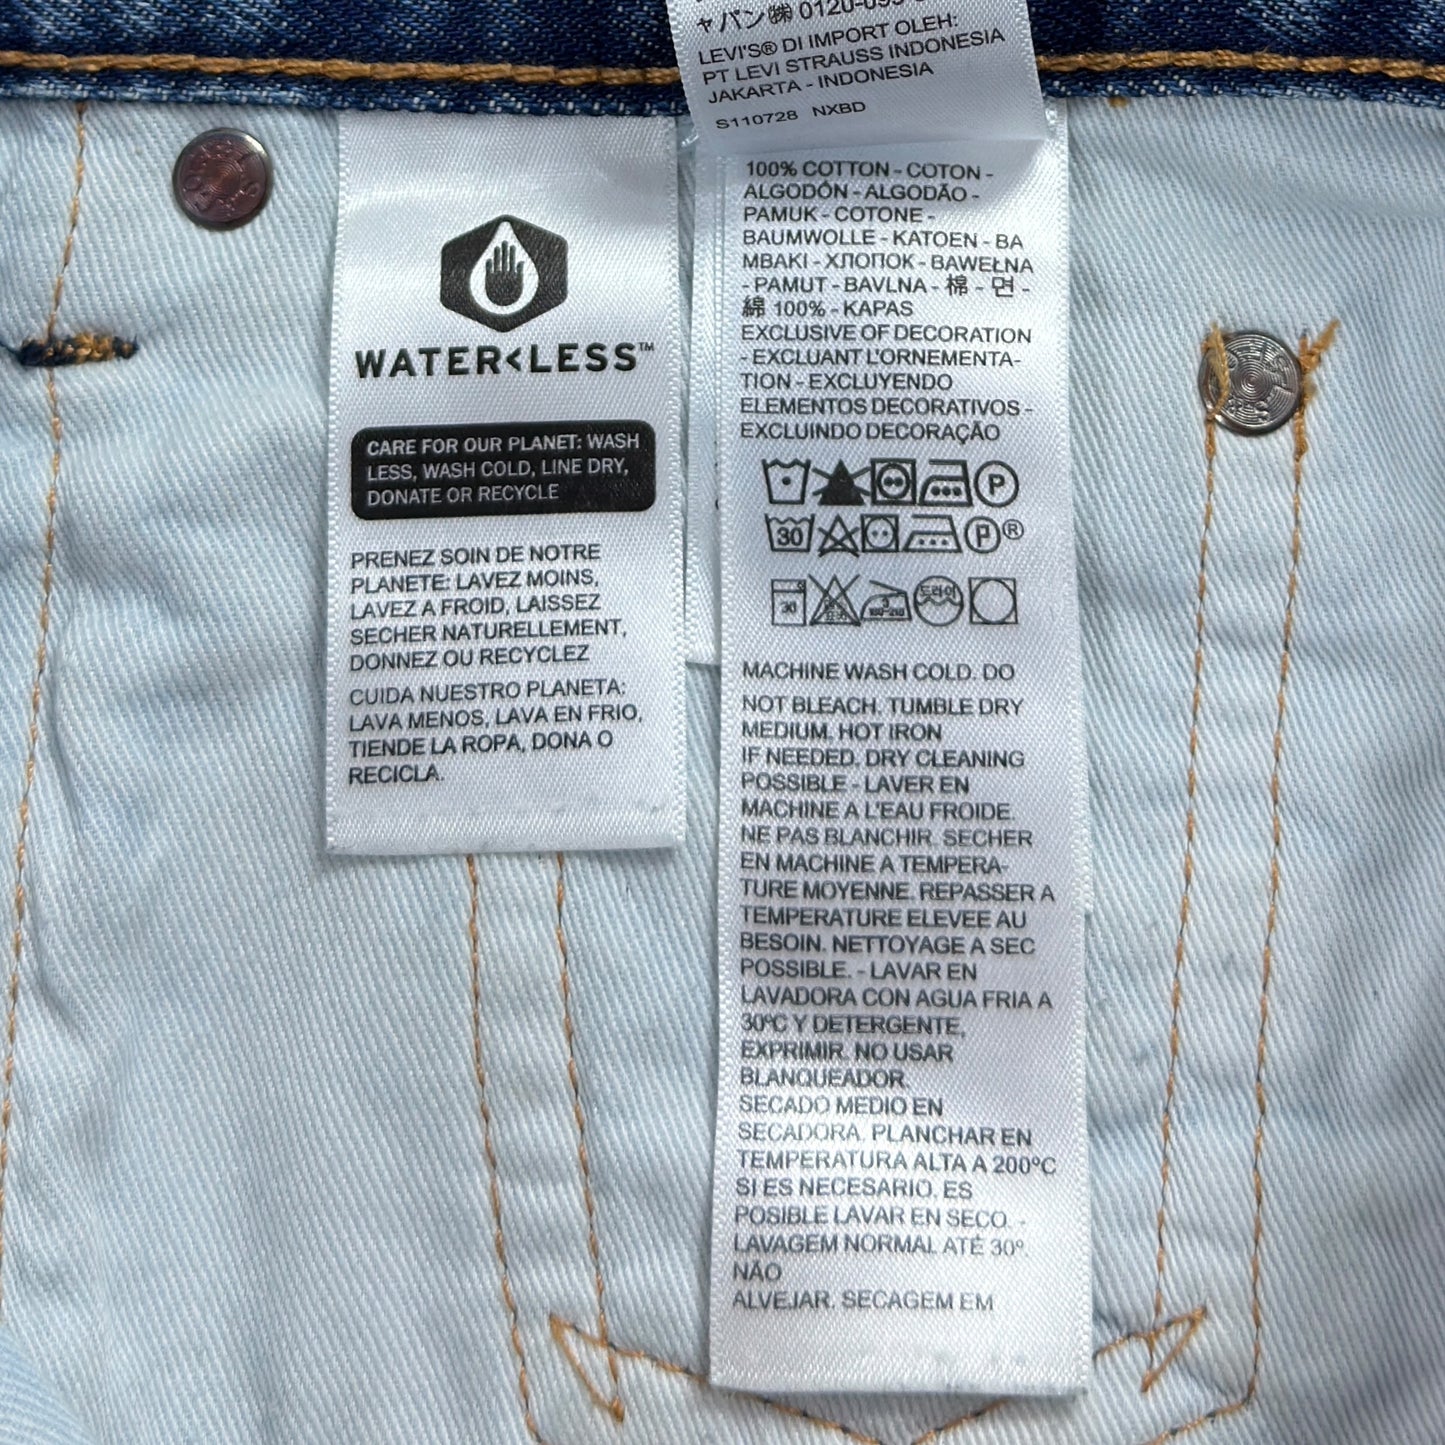 LEVI'S® DI IMPORT OLEH:
PT LEVI STRAUSS INDONESIA
JAKARTA - INDONESIA
S110728 NXBD
WATER<LESS™
CARE FOR OUR PLANET: WASH
LESS, WASH COLD, LINE DRY,
DONATE OR RECYCLE
PRENEZ SOIN DE NOTRE
PLANETE: LAVEZ MOINS,
LAVEZ A FROID, LAISSEZ
SECHER NATURELLEMENT,
DONNEZ OU RECYCLEZ
CUIDA NUESTRO PLANETA:
LAVA MENOS, LAVA EN FRIO,
TIENDE LA ROPA, DONA O
RECICLA.
100% COTTON - COTON -
ALGODÓN - ALGODÃO -
PAMUK - COTONE -
BAUMWOLLE - KATOEN - BA
MBAKI - ХЛОПОК - BAWEŁNA
- PAMUT - BAVLNA - 棉 - 면 -
綿 100% - KAPAS
EXCLUSIVE OF DECORATION
- EXCLUANT L'ORNEMENTA-
TION - EXCLUYENDO
ELEMENTOS DECORATIVOS -
EXCLUINDO DECORAÇÃO
P
30 P ®
30 3 드라이
MACHINE WASH COLD. DO
NOT BLEACH. TUMBLE DRY
MEDIUM. HOT IRON
IF NEEDED. DRY CLEANING
POSSIBLE - LAVER EN
MACHINE A L'EAU FROIDE.
NE PAS BLANCHIR. SECHER
EN MACHINE A TEMPERA-
TURE MOYENNE. REPASSER A
TEMPERATURE ELEVEE AU
BESOIN. NETTOYAGE A SEC
POSSIBLE. - LAVAR EN
LAVADORA CON AGUA FRIA A
30ºC Y DETERGENTE,
EXPRIMIR. NO USAR
BLANQUEADOR.
SECADO MEDIO EN
SECADORA. PLANCHAR EN
TEMPERATURA ALTA A 200ºC
SI ES NECESARIO. ES
POSIBLE LAVAR EN SECO. -
LAVAGEM NORMAL ATÉ 30º.
NÃO
ALVEJAR. SECAGEM EM